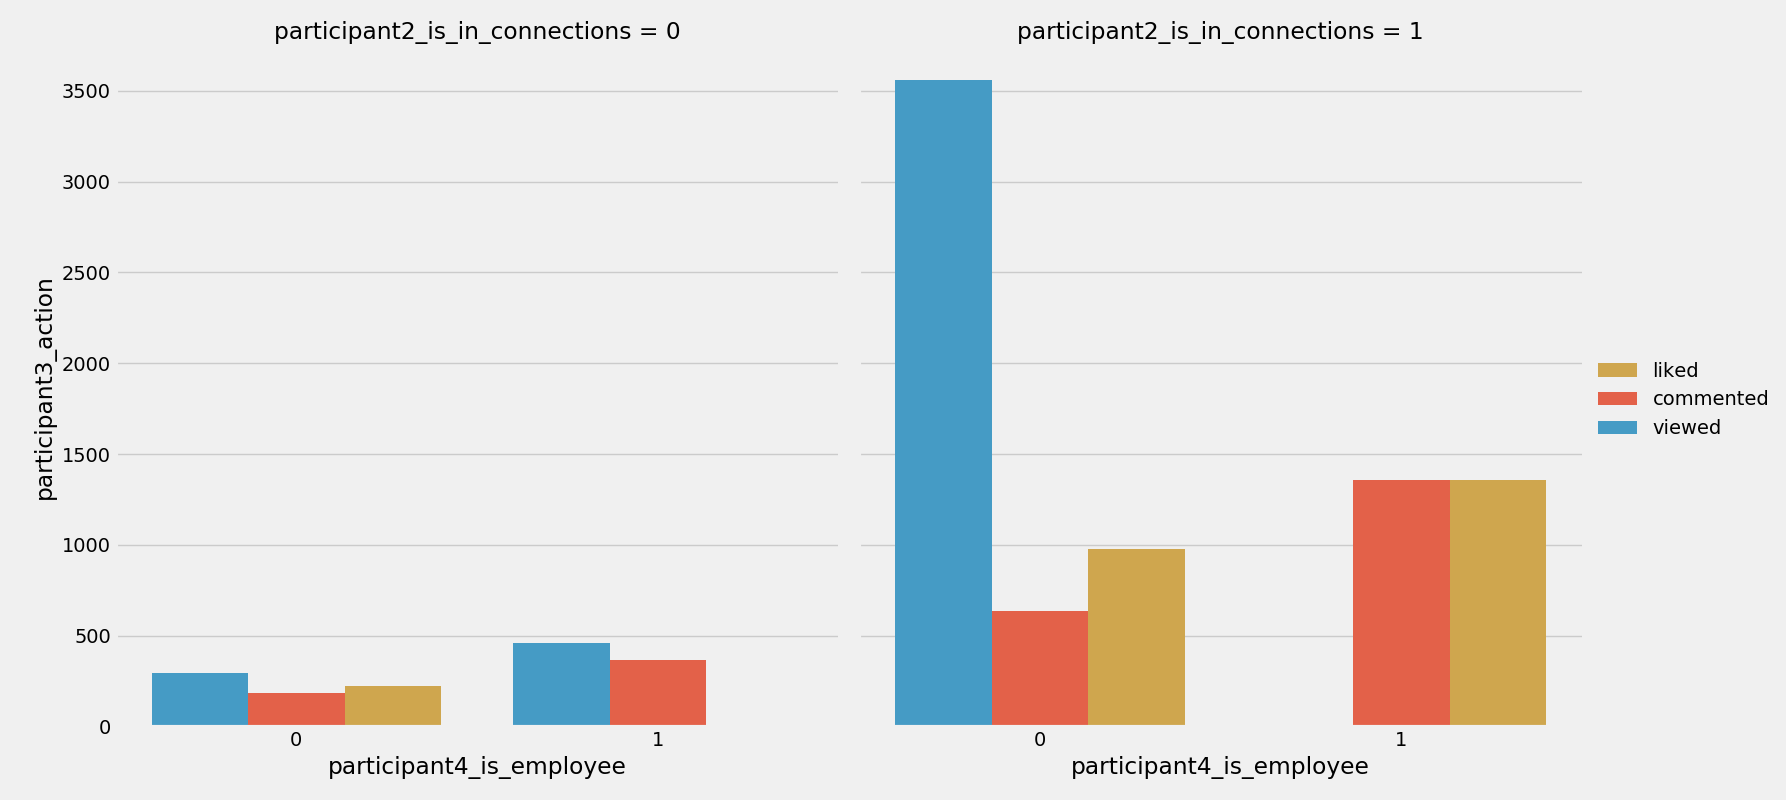 participant2_is_in_connections = 0
participant2_is_in_connections = 1
participant3_action
3500
3000
2500
2000
1500
1000
500
0
0
1
0
1
participant4_is_employee
participant4_is_employee
liked
commented
viewed